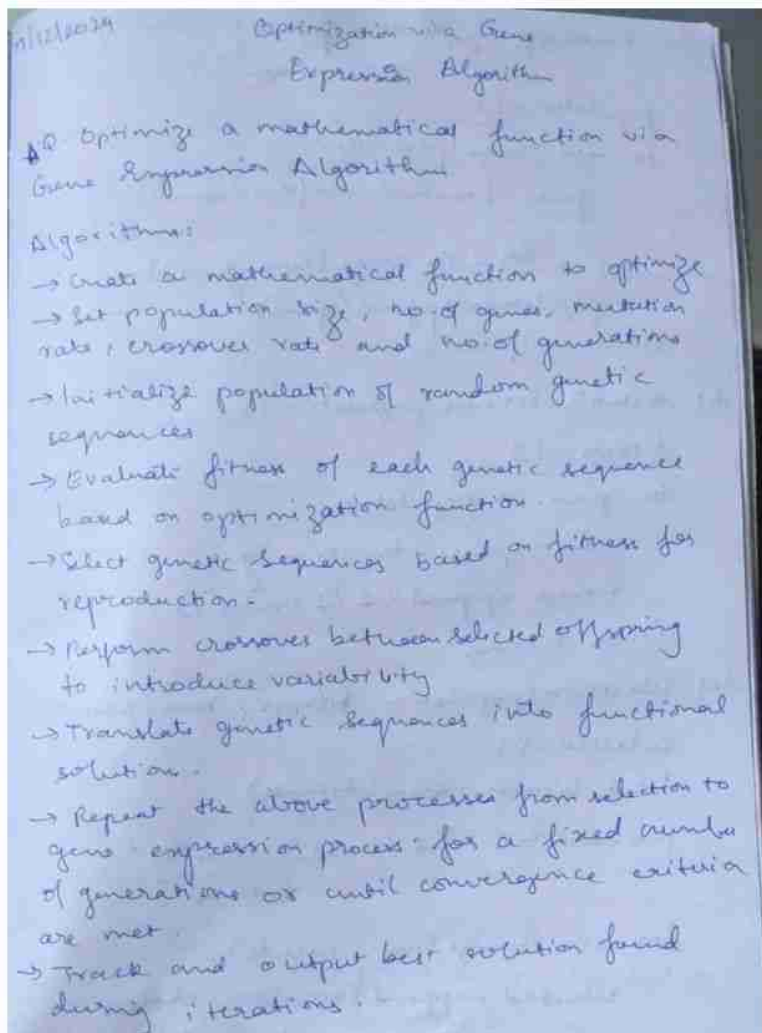 /12/2024
Optimization via Gene
Expression Algorithm
Q Optimize a mathematical function via
Gene Expression Algorithm
Algorithm:
→ Create a mathematical function to optimize
→ Set population size, no. of genes, mutation
rate, crossover rate and no. of generations
→ Initialize population of random genetic
sequences
→ Evaluate fitness of each genetic sequence
based on optimization function.
→ Select genetic sequences based on fitness for
reproduction.
→ Perform crossover between selected offspring
to introduce variability
→ Translate genetic sequences into functional
solution.
→ Repeat the above processes from selection to
gene expression process for a fixed number
of generations or until convergence criteria
are met.
→ Track and output best solution found
during iterations.